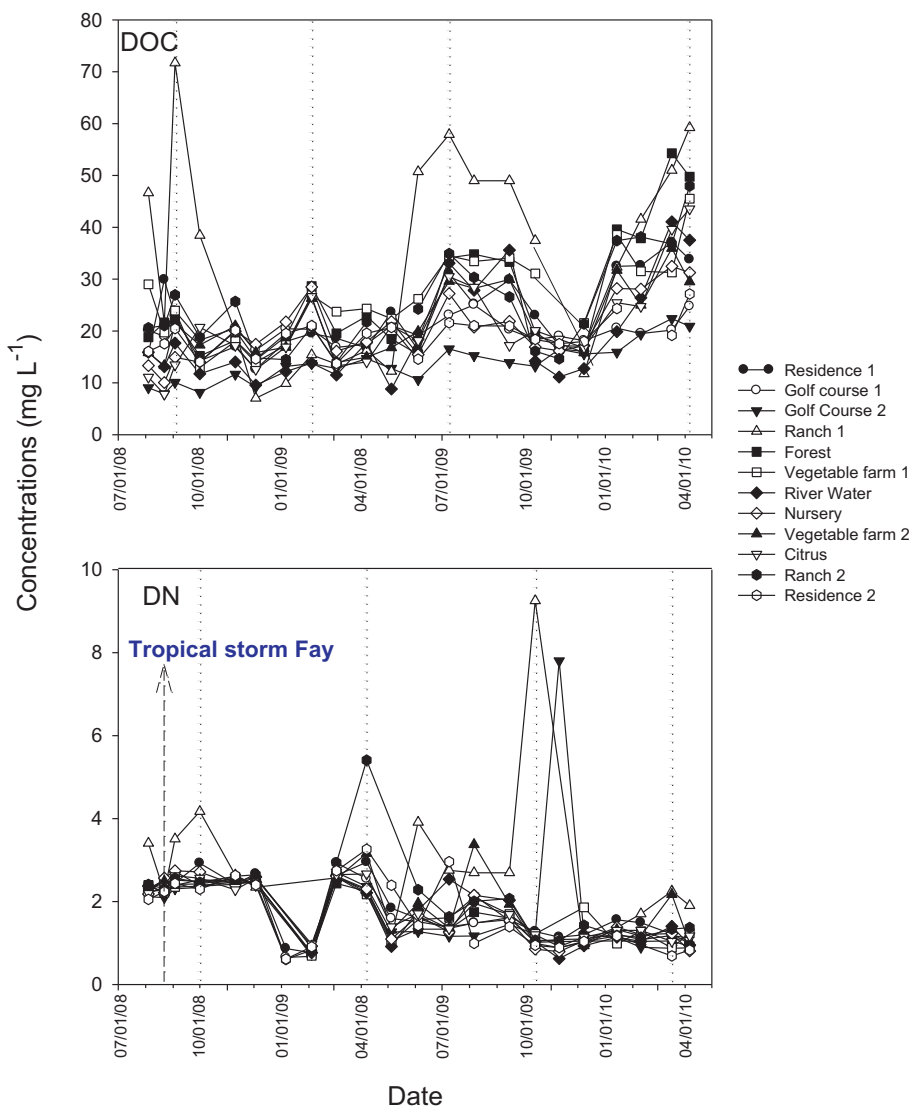 DOC
80
70
60
50
40
30
20
10
0
07/01/08
10/01/08
01/01/09
04/01/09
07/01/09
10/01/09
01/01/10
04/01/10
Concentrations (mg L⁻¹)
Residence 1
Golf course 1
Golf Course 2
Ranch 1
Forest
Vegetable farm 1
River Water
Nursery
Vegetable farm 2
Citrus
Ranch 2
Residence 2
DN
Tropical storm Fay
10
8
6
4
2
0
07/01/08
10/01/08
01/01/09
04/01/09
07/01/09
10/01/09
01/01/10
04/01/10
Date